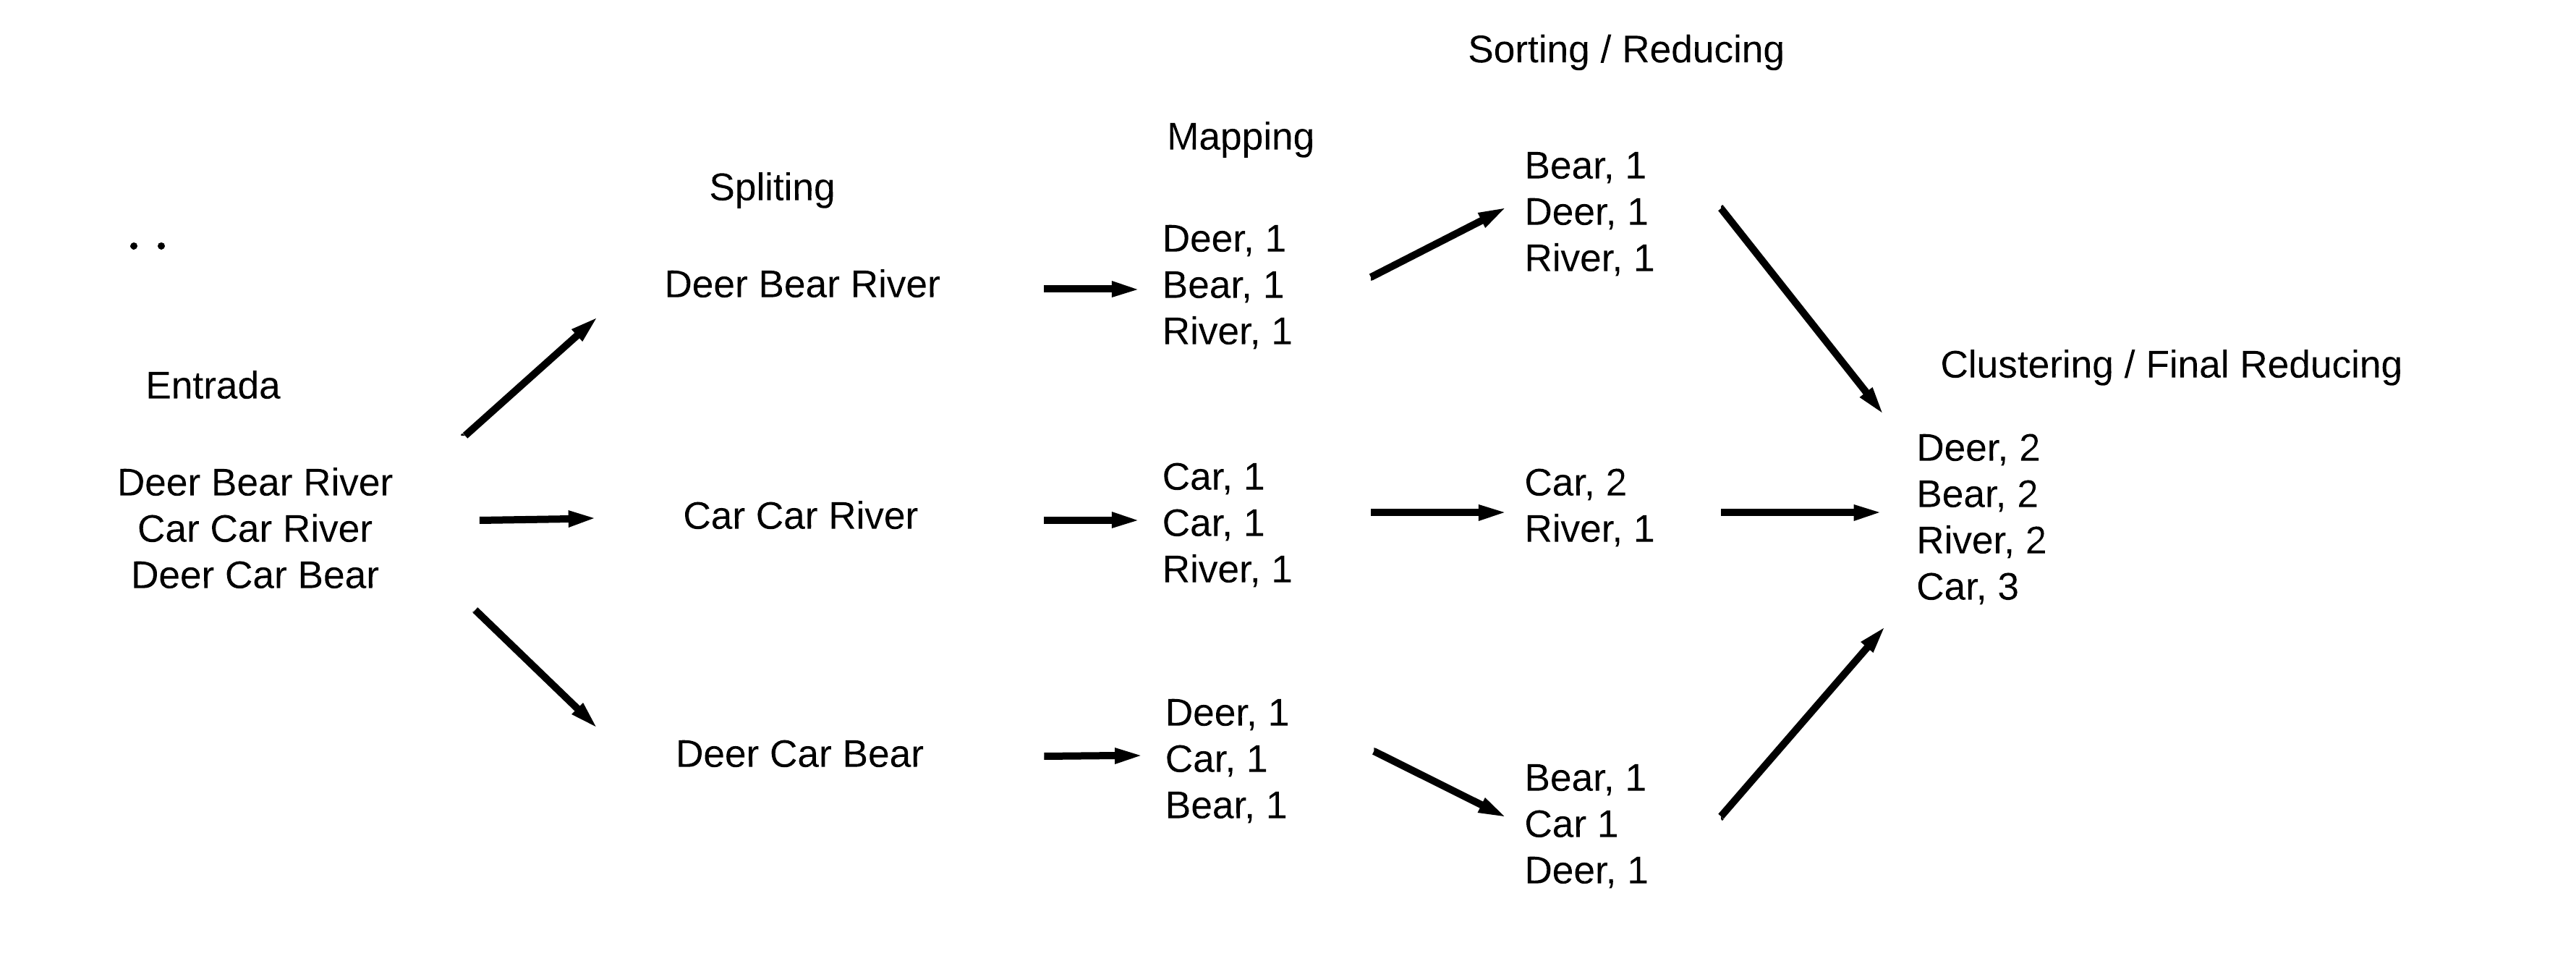 Entrada
Deer Bear River
Car Car River
Deer Car Bear
Spliting
Deer Bear River
Car Car River
Deer Car Bear
Mapping
Deer, 1
Bear, 1
River, 1
Car, 1
Car, 1
River, 1
Deer, 1
Car, 1
Bear, 1
Sorting / Reducing
Bear, 1
Deer, 1
River, 1
Car, 2
River, 1
Bear, 1
Car 1
Deer, 1
Clustering / Final Reducing
Deer, 2
Bear, 2
River, 2
Car, 3